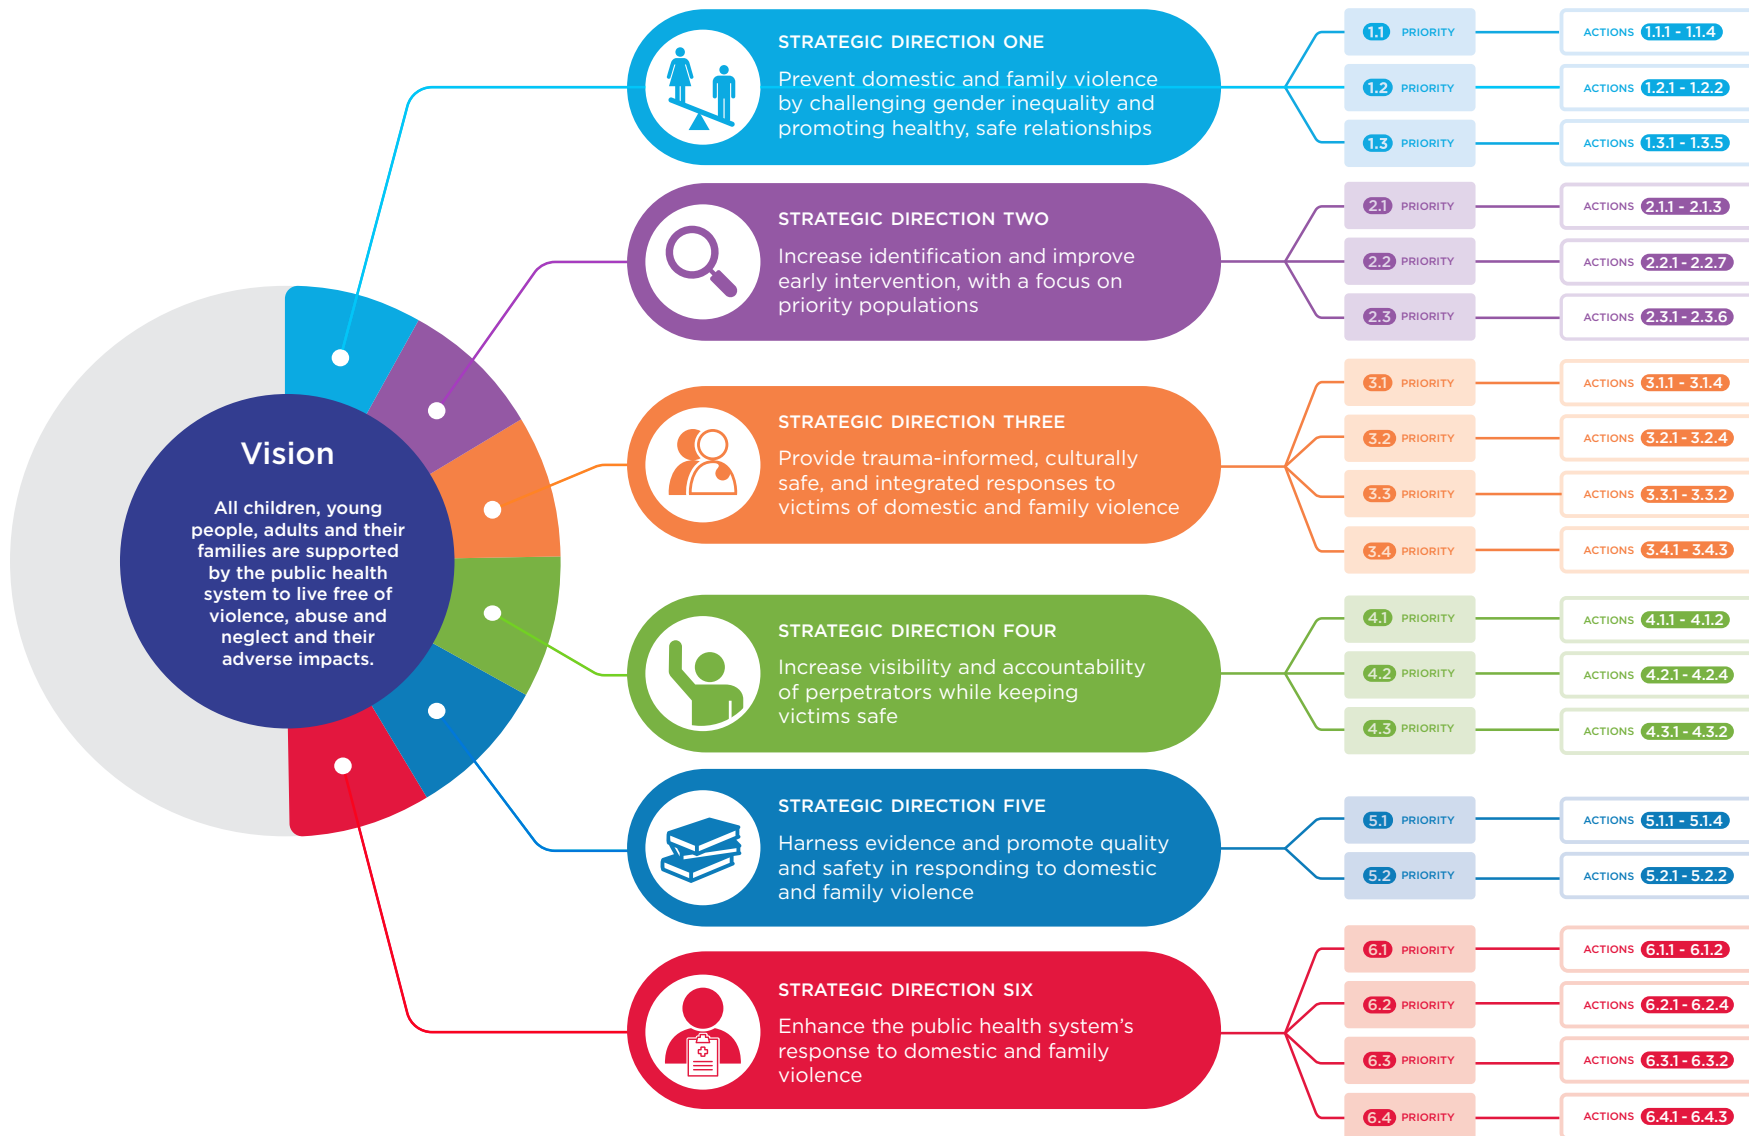 Vision
All children, young
people, adults and their
families are supported
by the public health
system to live free of
violence, abuse and
neglect and their
adverse impacts.
STRATEGIC DIRECTION ONE
Prevent domestic and family violence
by challenging gender inequality and
promoting healthy, safe relationships
1.1 PRIORITY ACTIONS 1.1.1 - 1.1.4
1.2 PRIORITY ACTIONS 1.2.1 - 1.2.2
1.3 PRIORITY ACTIONS 1.3.1 - 1.3.5
STRATEGIC DIRECTION TWO
Increase identification and improve
early intervention, with a focus on
priority populations
2.1 PRIORITY ACTIONS 2.1.1 - 2.1.3
2.2 PRIORITY ACTIONS 2.2.1 - 2.2.7
2.3 PRIORITY ACTIONS 2.3.1 - 2.3.6
STRATEGIC DIRECTION THREE
Provide trauma-informed, culturally
safe, and integrated responses to
victims of domestic and family violence
3.1 PRIORITY ACTIONS 3.1.1 - 3.1.4
3.2 PRIORITY ACTIONS 3.2.1 - 3.2.4
3.3 PRIORITY ACTIONS 3.3.1 - 3.3.2
3.4 PRIORITY ACTIONS 3.4.1 - 3.4.3
STRATEGIC DIRECTION FOUR
Increase visibility and accountability
of perpetrators while keeping
victims safe
4.1 PRIORITY ACTIONS 4.1.1 - 4.1.2
4.2 PRIORITY ACTIONS 4.2.1 - 4.2.4
4.3 PRIORITY ACTIONS 4.3.1 - 4.3.2
STRATEGIC DIRECTION FIVE
Harness evidence and promote quality
and safety in responding to domestic
and family violence
5.1 PRIORITY ACTIONS 5.1.1 - 5.1.4
5.2 PRIORITY ACTIONS 5.2.1 - 5.2.2
STRATEGIC DIRECTION SIX
Enhance the public health system's
response to domestic and family
violence
6.1 PRIORITY ACTIONS 6.1.1 - 6.1.2
6.2 PRIORITY ACTIONS 6.2.1 - 6.2.4
6.3 PRIORITY ACTIONS 6.3.1 - 6.3.2
6.4 PRIORITY ACTIONS 6.4.1 - 6.4.3